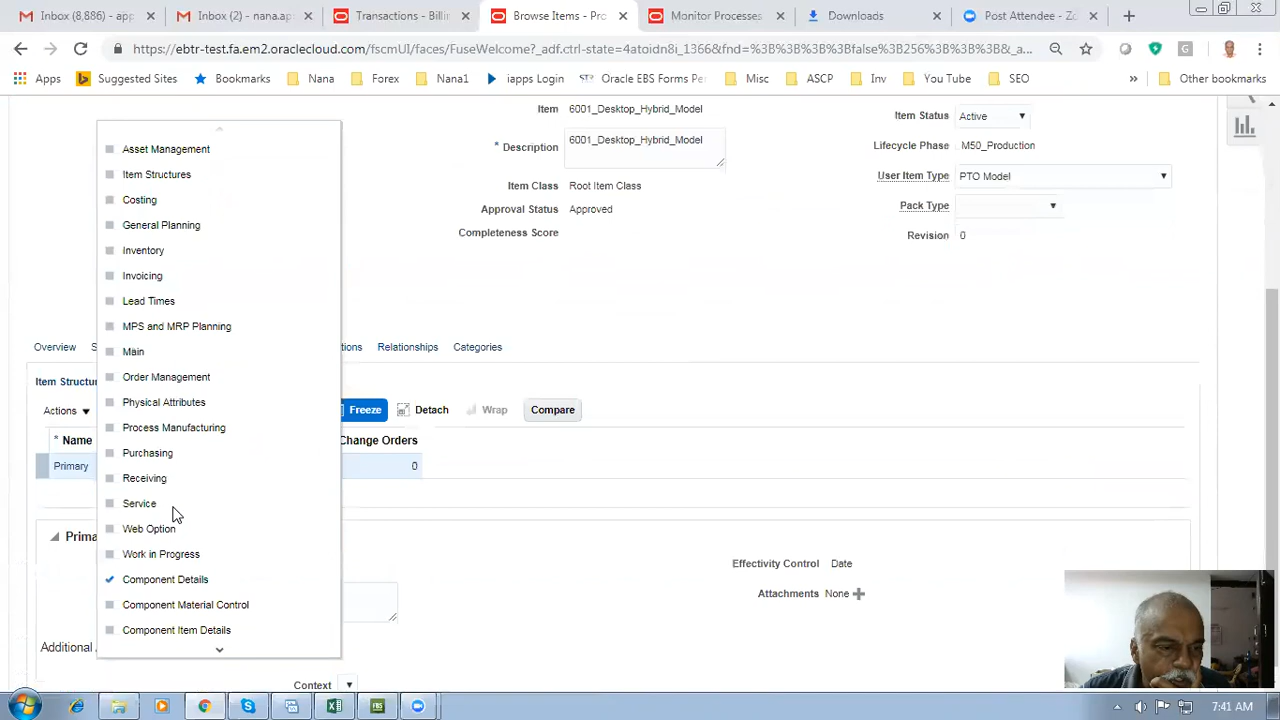 Inbox (8,886) - app
Inbox (2) - nana.ap
Transactions - Billin
Browse Items - Pro
Monitor Processe
Downloads
Post Attendee - Zo
https://ebtr-test.fa.em2.oraclecloud.com/fscmUI/faces/FuseWelcome?_adf.ctrl-state=4atoidn8i_1366&fnd=%3B%3B%3B%3Bfalse%3B256%3B%3B%3B&_a...
Apps
Suggested Sites
Bookmarks
Nana
Forex
Nana1
iapps Login
Oracle EBS Forms Pe
Misc
ASCP
Inv
You Tube
SEO
»
Other bookmarks
Item 6001_Desktop_Hybrid_Model
* Description 6001_Desktop_Hybrid_Model
Item Class Root Item Class
Approval Status Approved
Completeness Score
Item Status Active
Lifecycle Phase M50_Production
User Item Type PTO Model
Pack Type
Revision 0
Asset Management
Item Structures
Costing
General Planning
Inventory
Invoicing
Lead Times
MPS and MRP Planning
Main
Order Management
Physical Attributes
Process Manufacturing
Purchasing
Receiving
Service
Web Option
Work in Progress
Component Details
Component Material Control
Component Item Details
Overview S tions Relationships Categories
Item Structur
Actions Freeze Detach Wrap Compare
* Name Change Orders
Primary 0
Prima
Effectivity Control Date
Attachments None
Additional
Context
7:41 AM